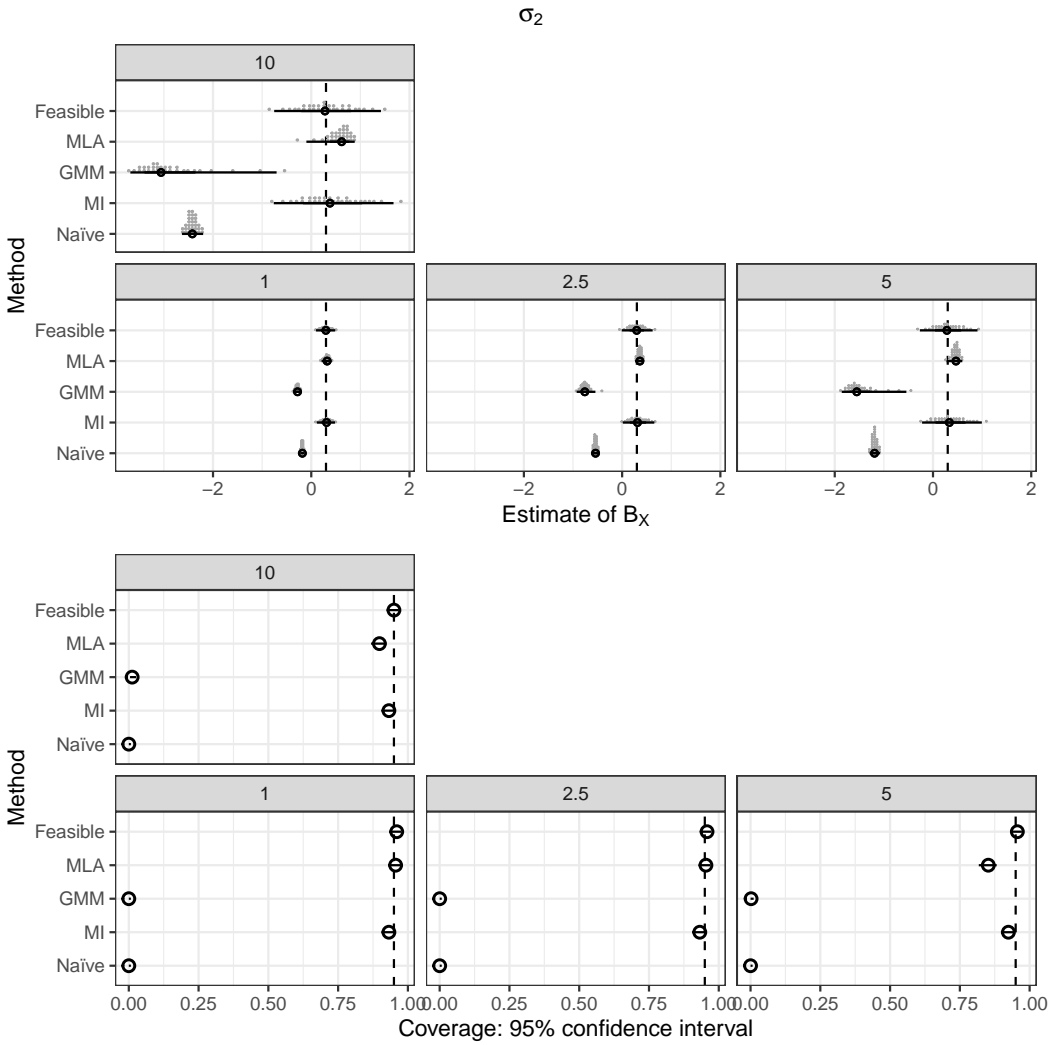 σ2
10
Feasible
MLA
GMM
MI
Naïve
Method
1
2.5
5
Feasible
MLA
GMM
MI
Naïve
−2 0 2 −2 0 2 −2 0 2
Estimate of BX
10
Feasible
MLA
GMM
MI
Naïve
Method
1
2.5
5
Feasible
MLA
GMM
MI
Naïve
0.00 0.25 0.50 0.75 1.00 0.00 0.25 0.50 0.75 1.00 0.00 0.25 0.50 0.75 1.00
Coverage: 95% confidence interval